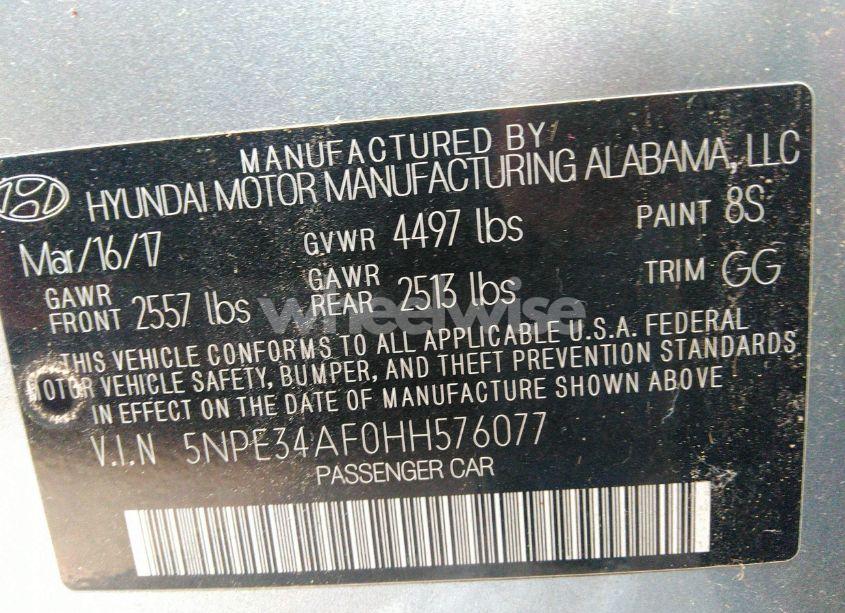 MANUFACTURED BY
HYUNDAI MOTOR MANUFACTURING ALABAMA, LLC
Mar/16/17 GVWR 4497 lbs PAINT 8S
GAWR FRONT 2557 lbs GAWR REAR 2513 lbs TRIM GG
wheelwise
THIS VEHICLE CONFORMS TO ALL APPLICABLE U.S.A. FEDERAL
MOTOR VEHICLE SAFETY, BUMPER, AND THEFT PREVENTION STANDARDS
IN EFFECT ON THE DATE OF MANUFACTURE SHOWN ABOVE
V.I.N 5NPE34AF0HH576077
PASSENGER CAR